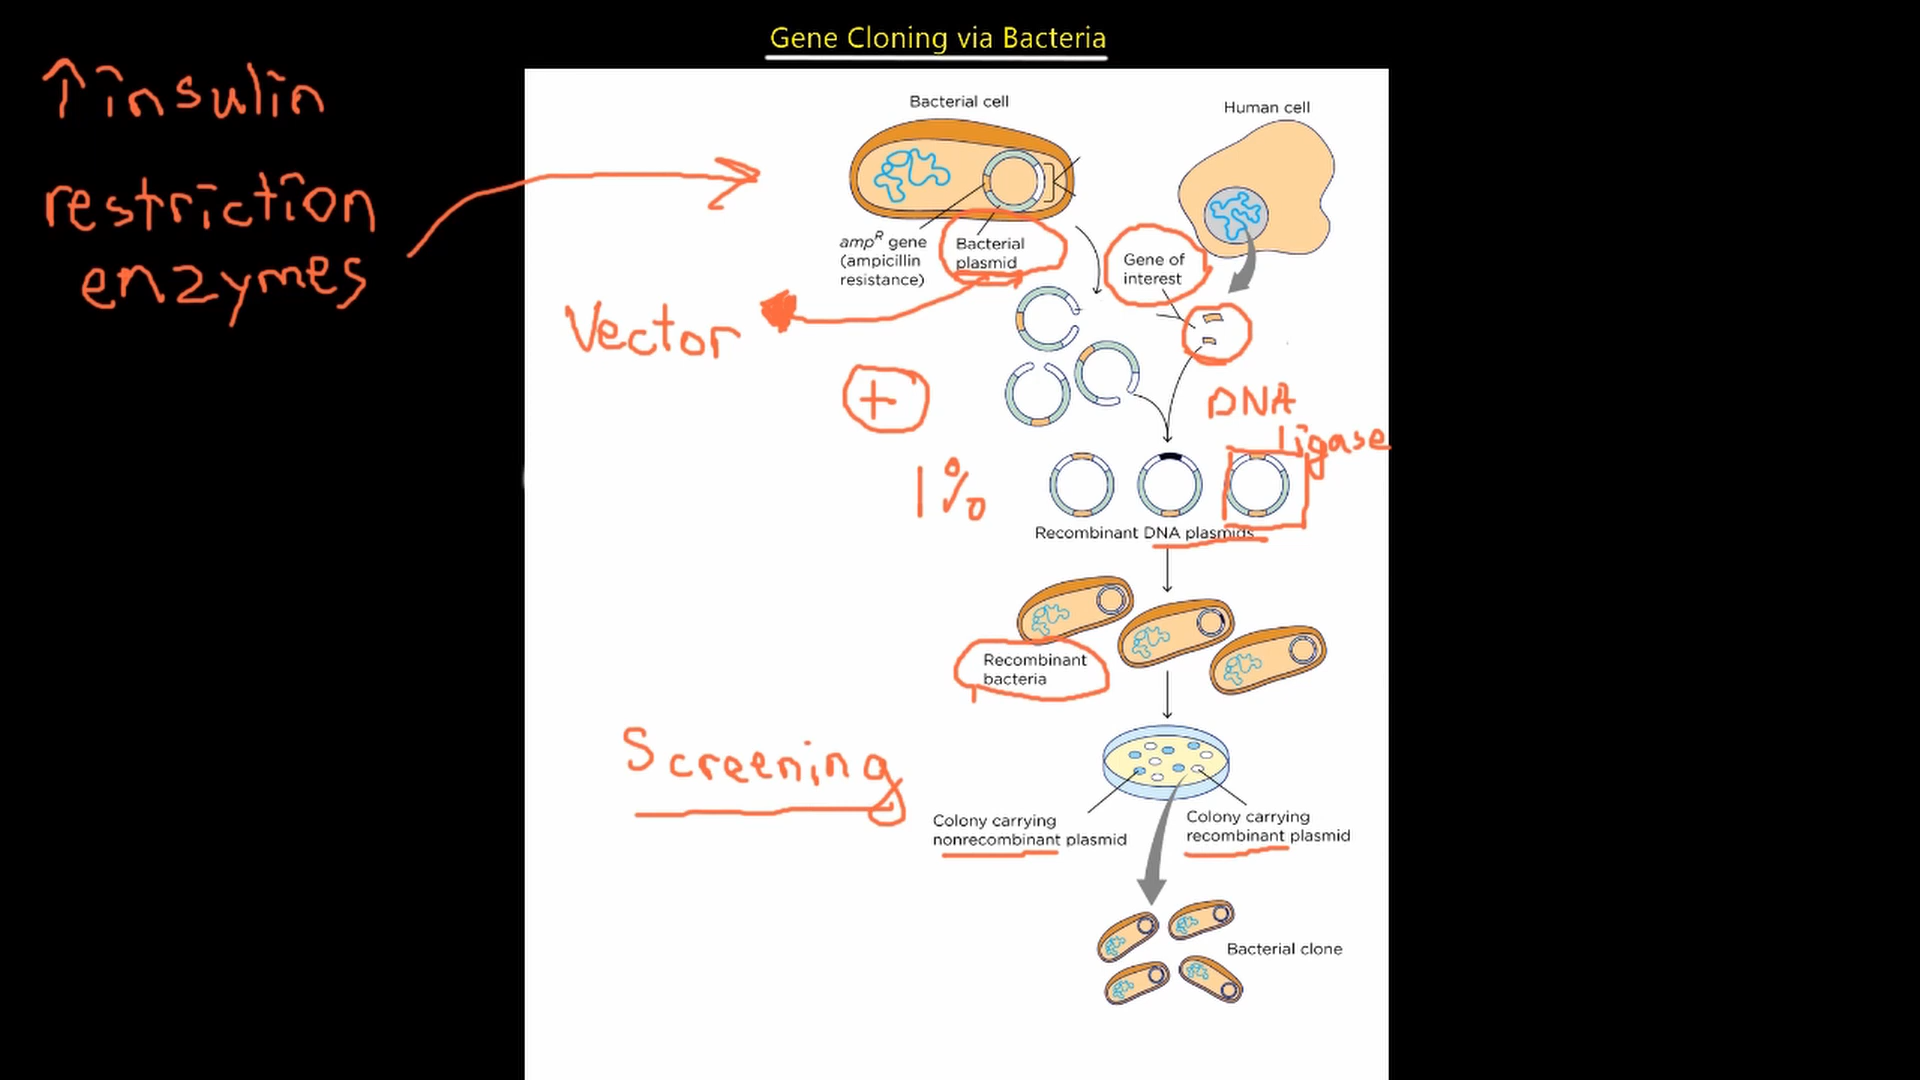 Gene Cloning via Bacteria
↑insulin
restriction
enzymes
Bacterial cell
Human cell
ampR gene
(ampicillin
resistance)
Bacterial
plasmid
Gene of
interest
Vector
+
DNA
ligase
1%
Recombinant DNA plasmids
Recombinant
bacteria
Screening
Colony carrying
nonrecombinant plasmid
Colony carrying
recombinant plasmid
Bacterial clone